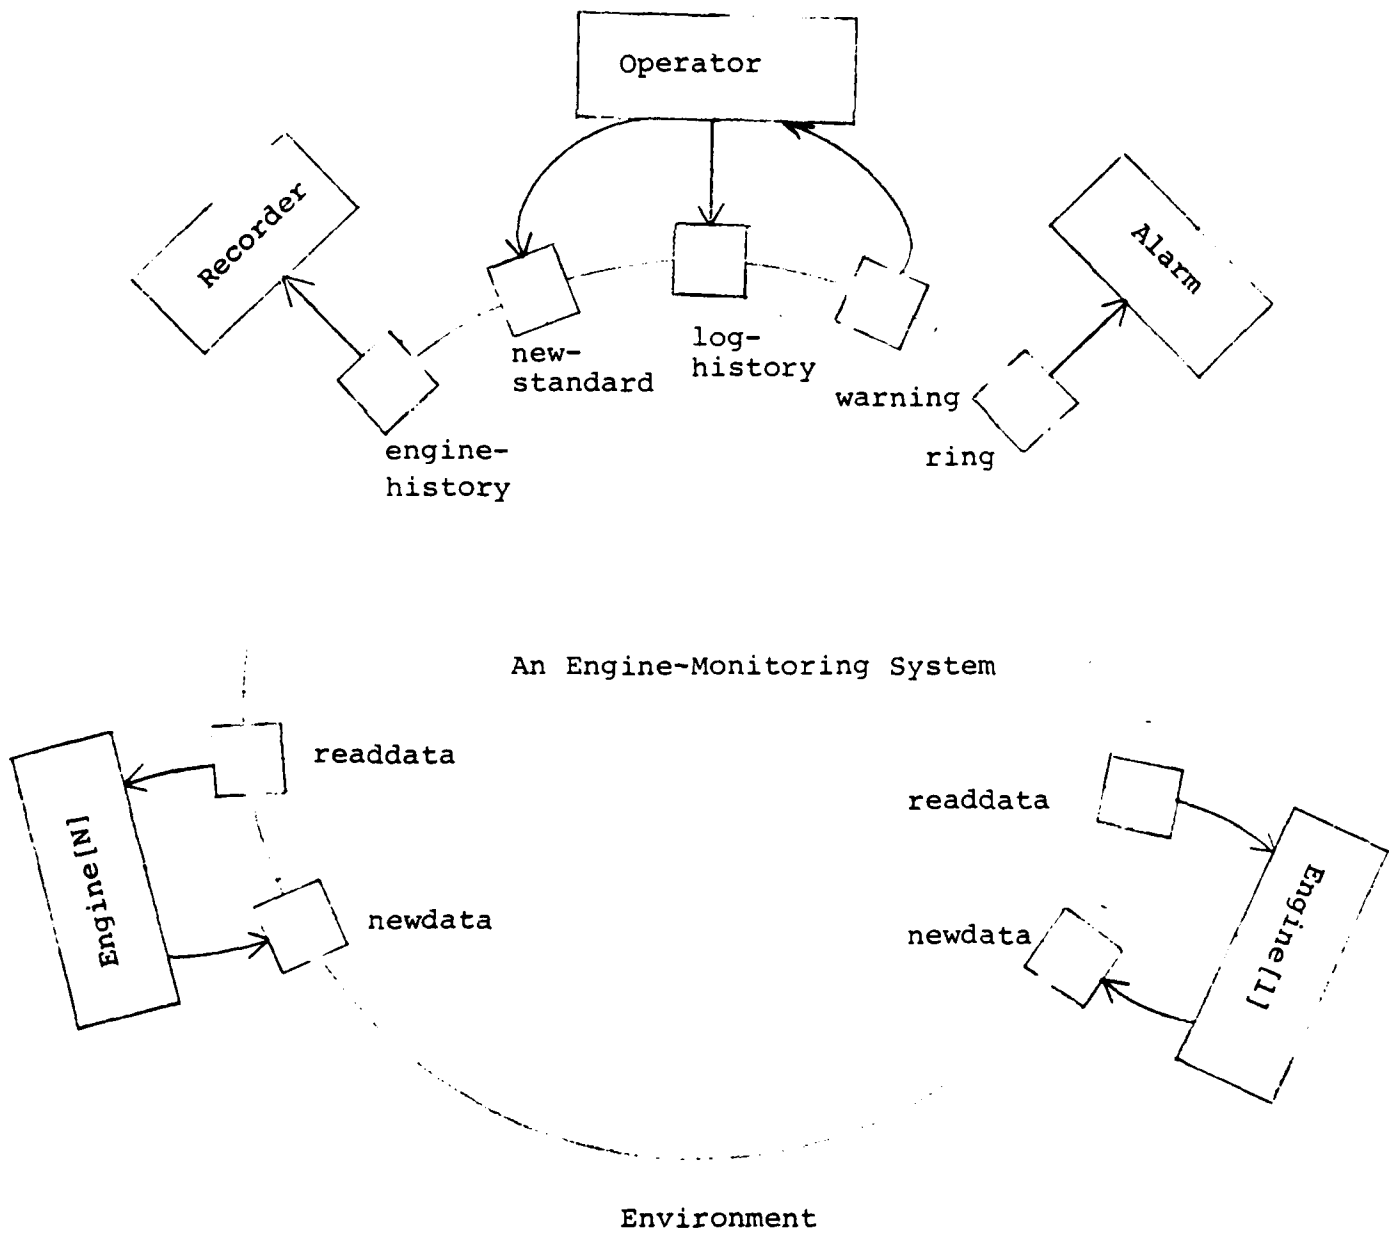 Operator
Recorder
Alarm
new-
standard
log-
history
warning
ring
engine-
history
An Engine-Monitoring System
readdata
readdata
Engine[N]
newdata
newdata
Engine[1]
Environment